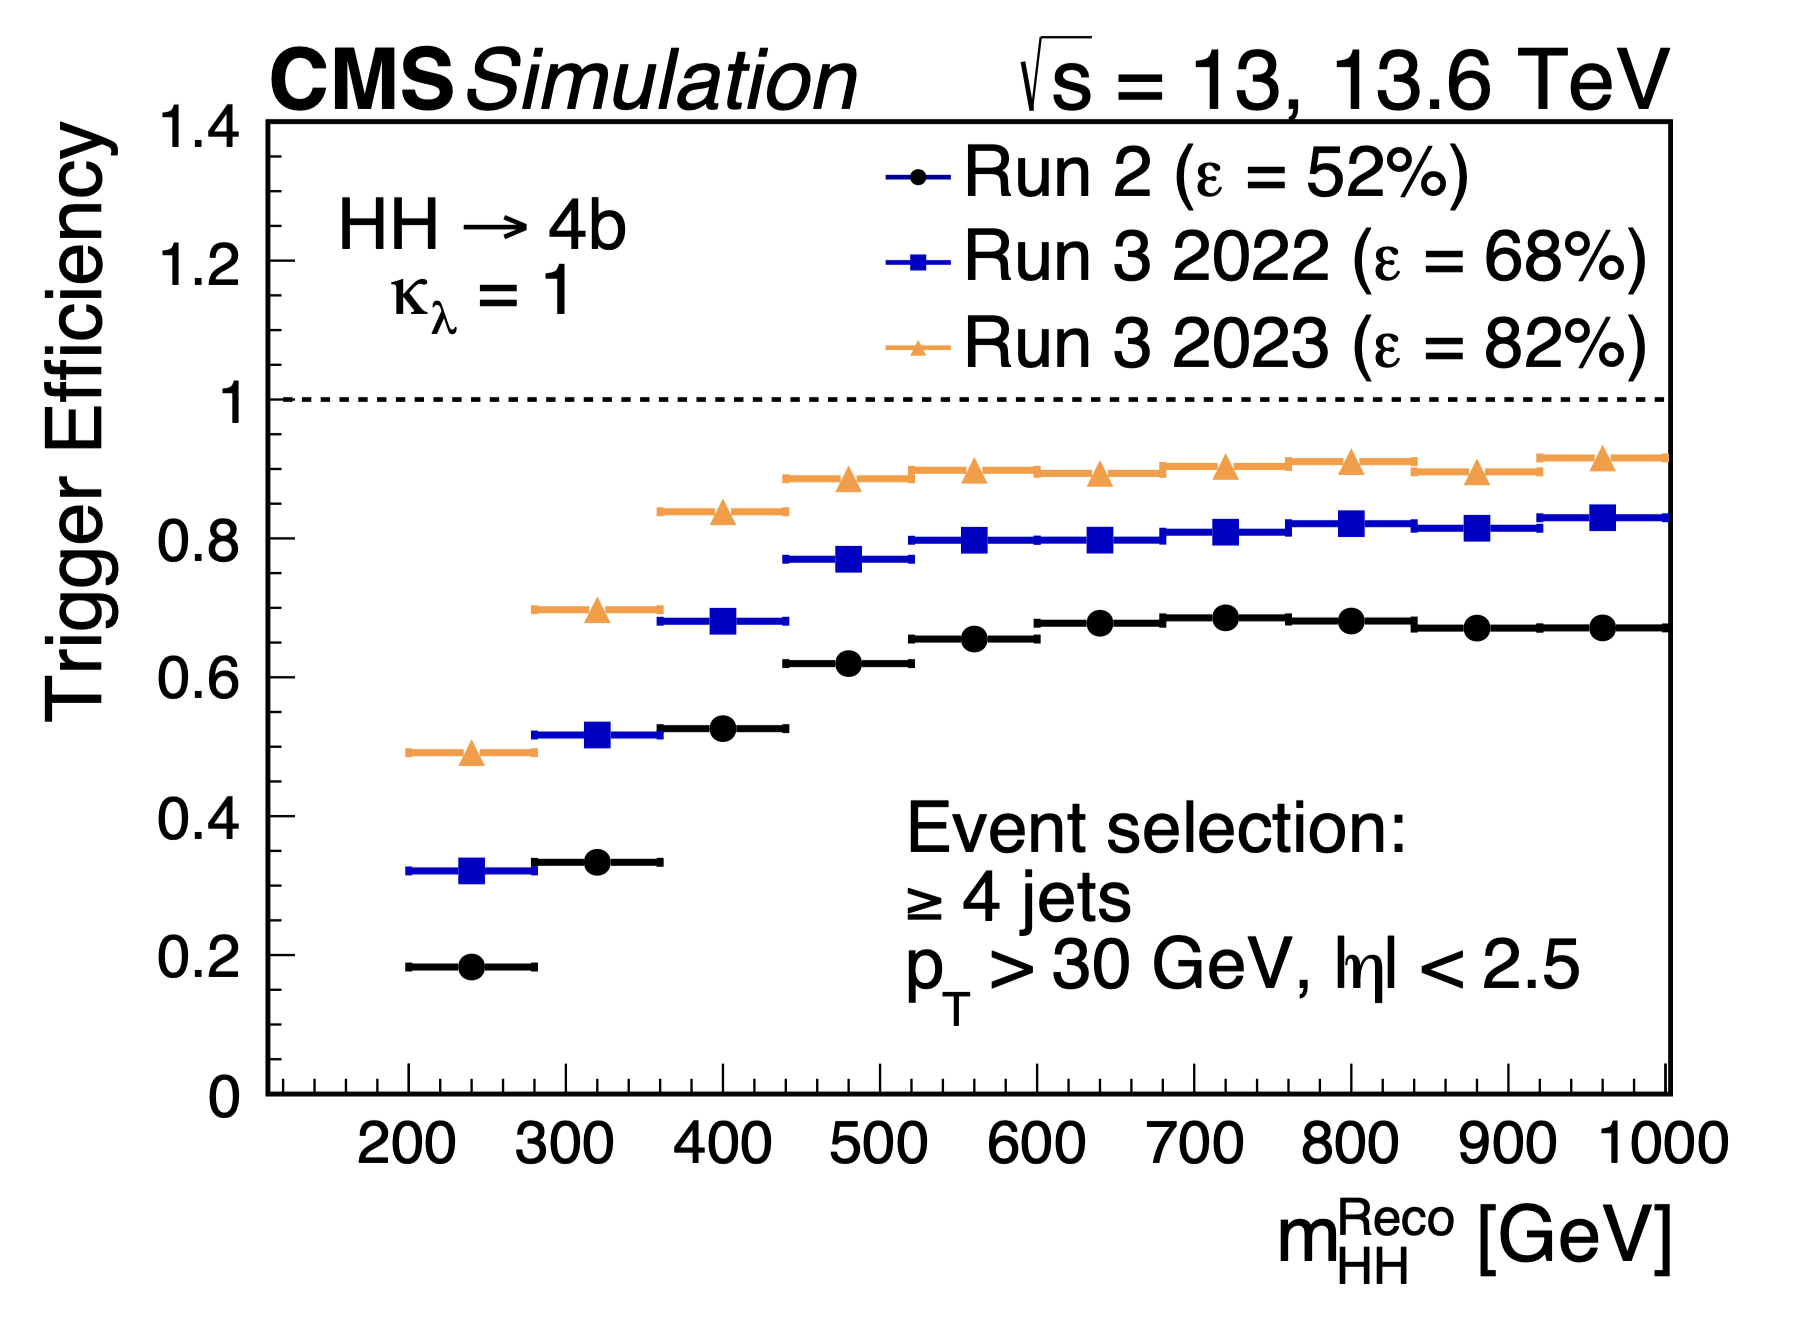 CMS Simulation √s = 13, 13.6 TeV
Trigger Efficiency
1.4
1.2
1
0.8
0.6
0.4
0.2
0
HH → 4b
κλ = 1
Run 2 (ε = 52%)
Run 3 2022 (ε = 68%)
Run 3 2023 (ε = 82%)
Event selection:
≥ 4 jets
pT > 30 GeV, |η| < 2.5
200 300 400 500 600 700 800 900 1000
mHH^Reco [GeV]